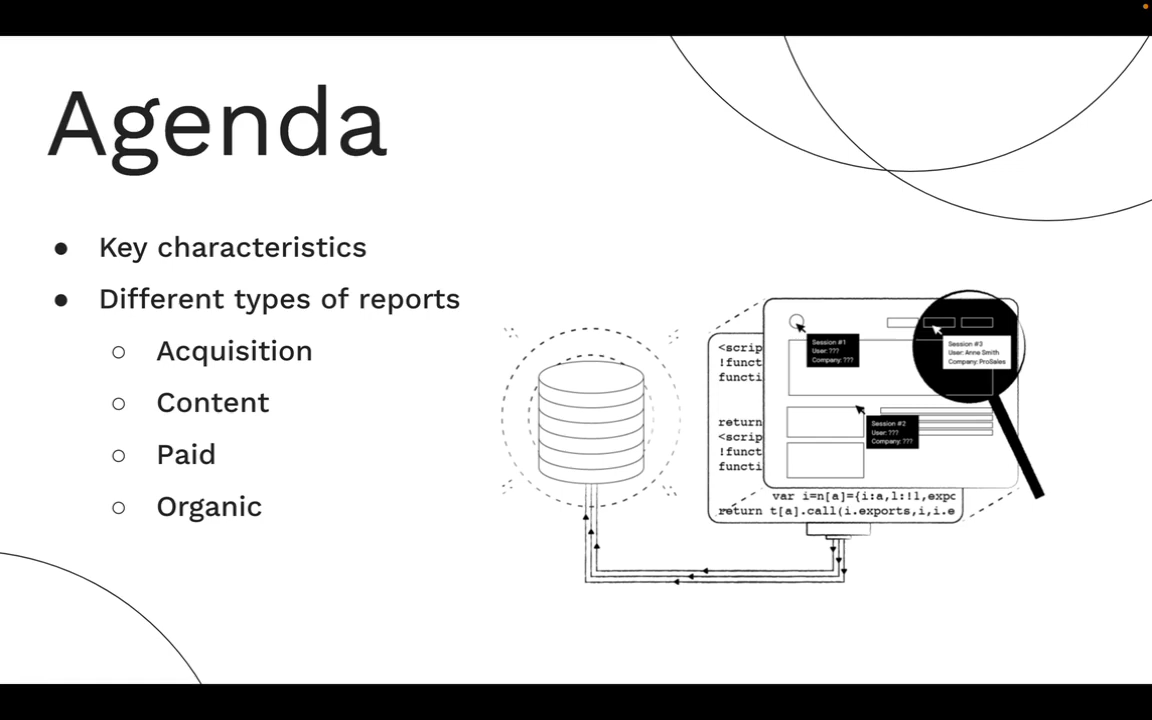 Agenda
● Key characteristics
● Different types of reports
○ Acquisition
○ Content
○ Paid
○ Organic
<scrip
!funct
functi
return
<scrip
!funct
functi
var i=n[a]={i:a,l:!1,expc
return t[a].call(i.exports,i,i.e
Session #1
User: ???
Company: ???
Session #3
User: Anne Smith
Company: ProSales
Session #2
User: ???
Company: ???